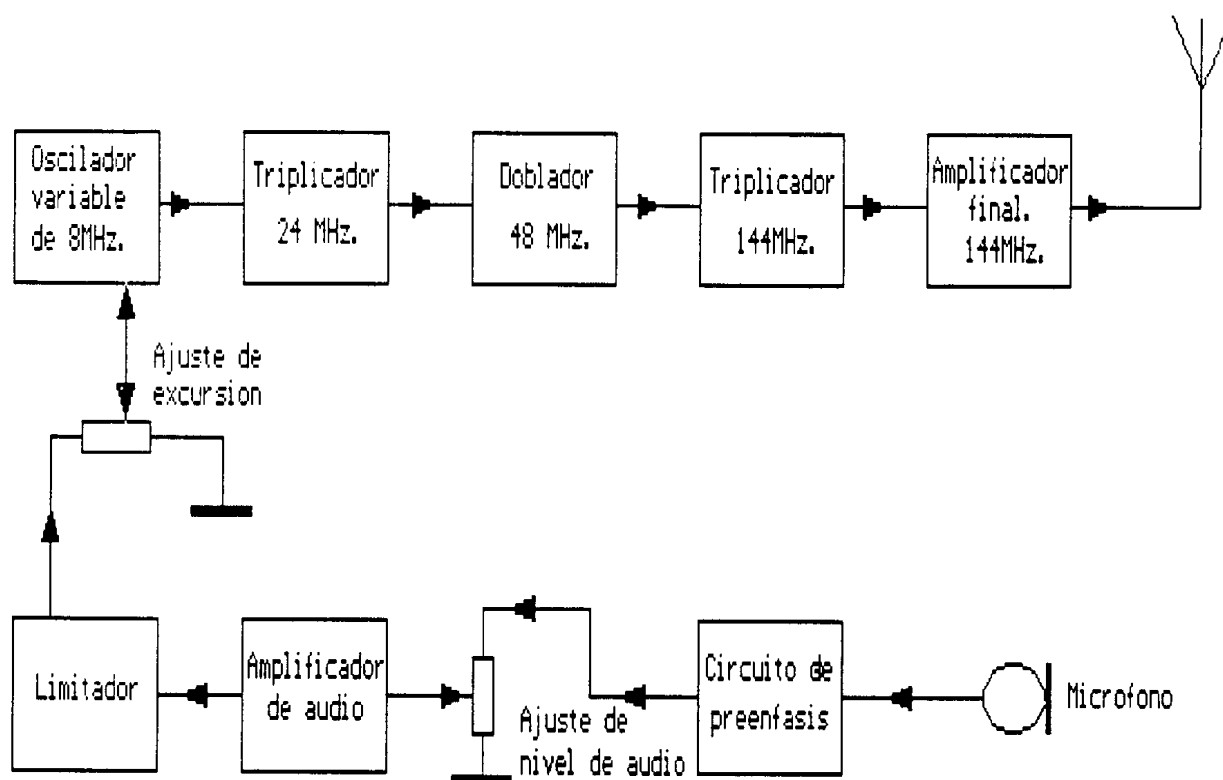 Oscilador
variable
de 8MHz.
Triplicador
24 MHz.
Doblador
48 MHz.
Triplicador
144MHz.
Amplificador
final.
144MHz.
Ajuste de
excursion
Limitador
Amplificador
de audio
Ajuste de
nivel de audio
Circuito de
preenfasis
Microfono